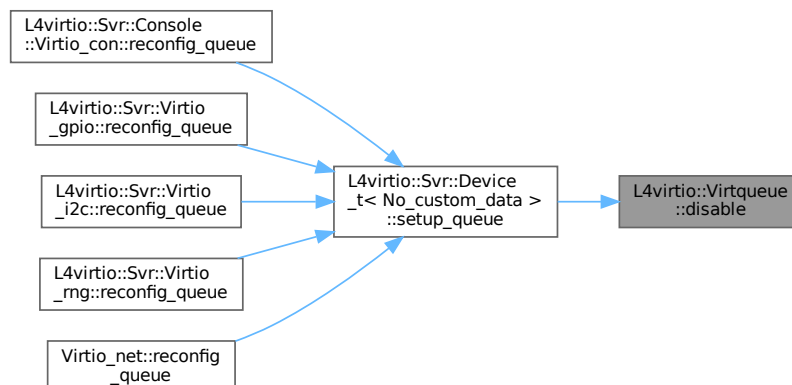 L4virtio::Svr::Console
::Virtio_con::reconfig_queue
L4virtio::Svr::Virtio
_gpio::reconfig_queue
L4virtio::Svr::Virtio
_i2c::reconfig_queue
L4virtio::Svr::Virtio
_rng::reconfig_queue
Virtio_net::reconfig
_queue
L4virtio::Svr::Device
_t< No_custom_data >
::setup_queue
L4virtio::Virtqueue
::disable